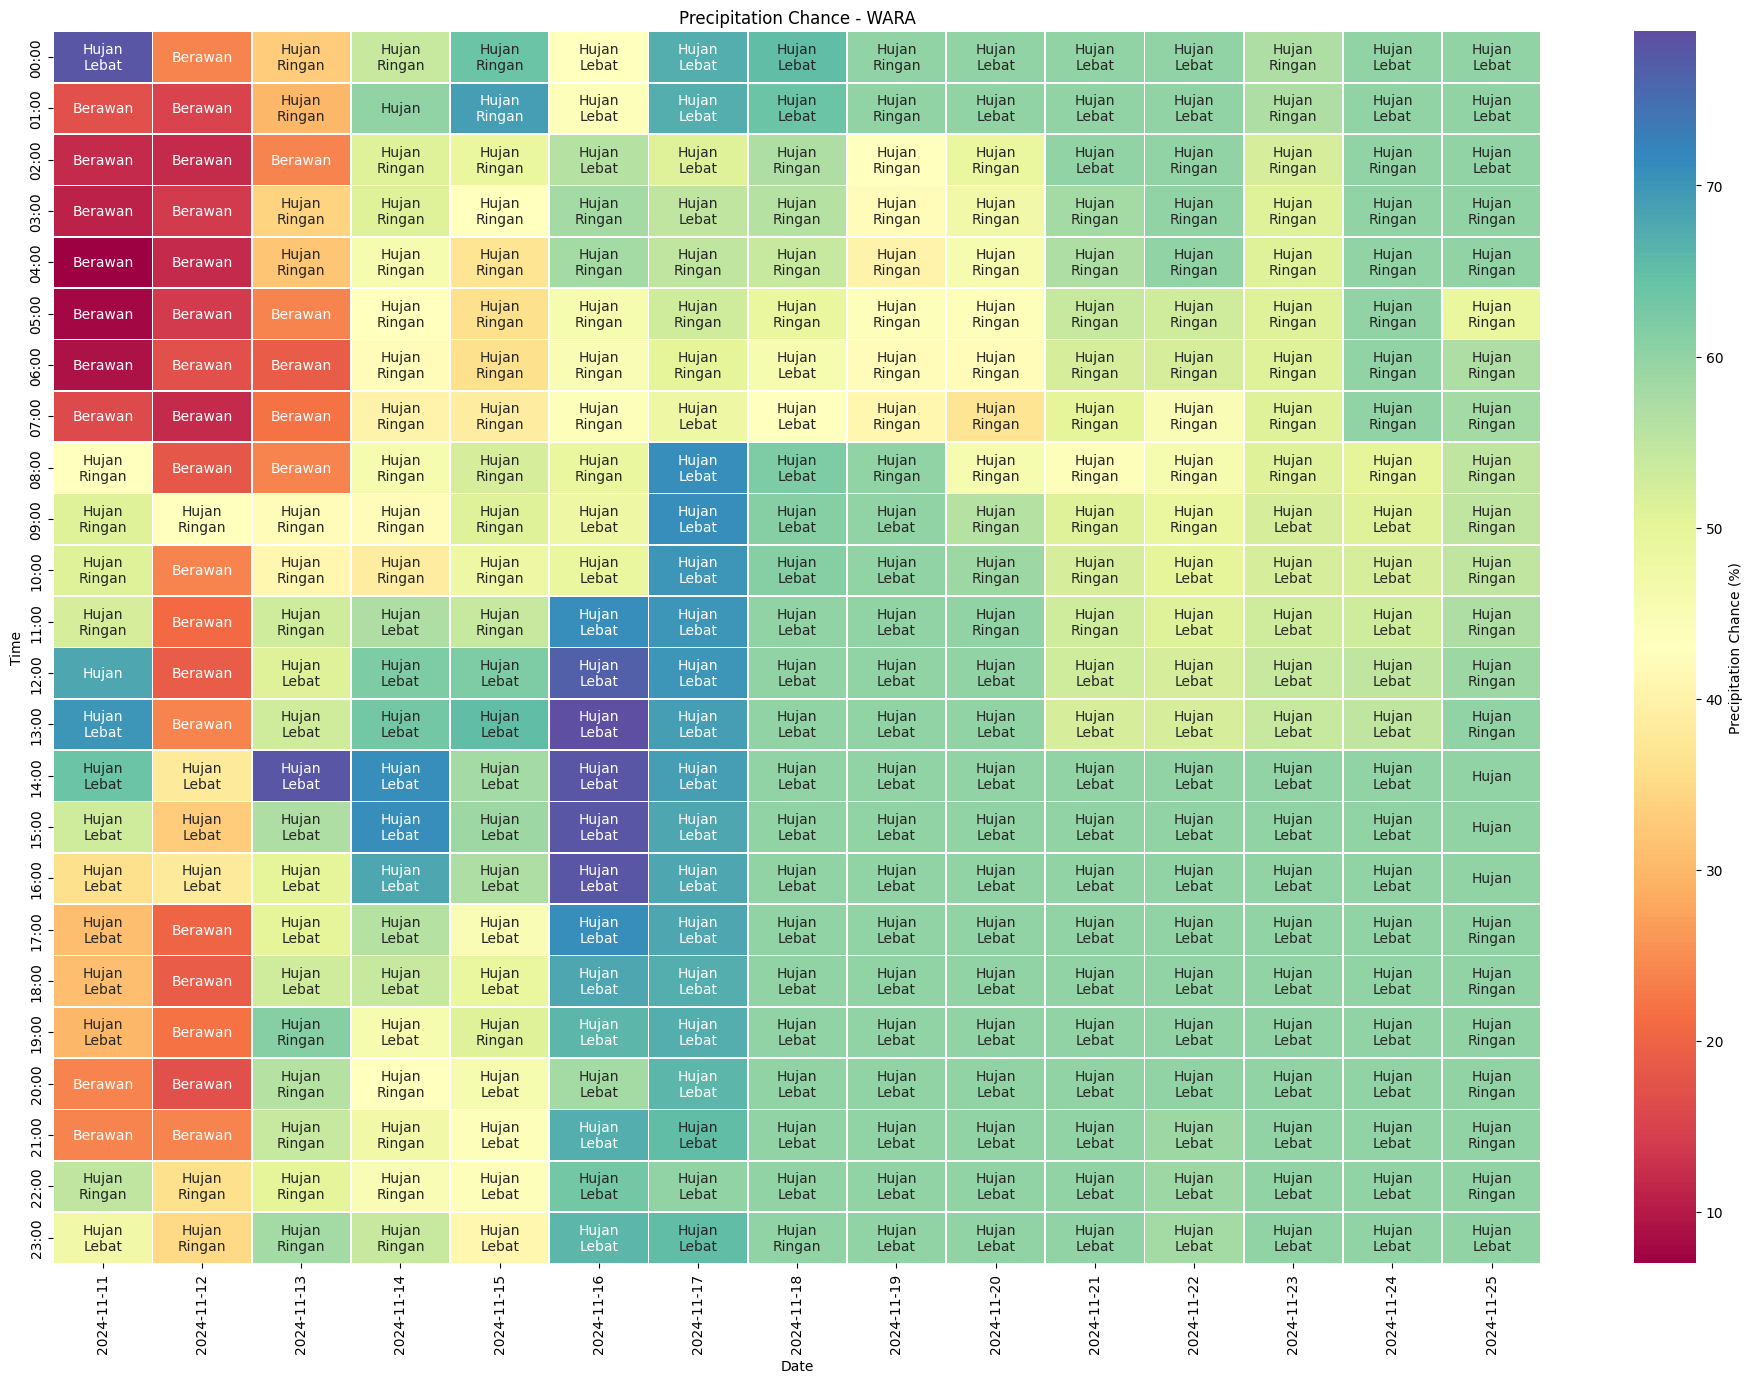 Precipitation Chance - WARA
00:00 Hujan Lebat Berawan Hujan Ringan Hujan Ringan Hujan Ringan Hujan Lebat Hujan Lebat Hujan Lebat Hujan Ringan Hujan Lebat Hujan Lebat Hujan Lebat Hujan Ringan Hujan Lebat Hujan Lebat
01:00 Berawan Berawan Hujan Ringan Hujan Hujan Ringan Hujan Lebat Hujan Lebat Hujan Lebat Hujan Ringan Hujan Lebat Hujan Lebat Hujan Lebat Hujan Ringan Hujan Lebat Hujan Lebat
02:00 Berawan Berawan Berawan Hujan Ringan Hujan Ringan Hujan Lebat Hujan Lebat Hujan Ringan Hujan Ringan Hujan Ringan Hujan Lebat Hujan Ringan Hujan Ringan Hujan Ringan Hujan Lebat
03:00 Berawan Berawan Hujan Ringan Hujan Ringan Hujan Ringan Hujan Ringan Hujan Lebat Hujan Ringan Hujan Ringan Hujan Ringan Hujan Ringan Hujan Ringan Hujan Ringan Hujan Ringan Hujan Ringan
04:00 Berawan Berawan Hujan Ringan Hujan Ringan Hujan Ringan Hujan Ringan Hujan Ringan Hujan Ringan Hujan Ringan Hujan Ringan Hujan Ringan Hujan Ringan Hujan Ringan Hujan Ringan Hujan Ringan
05:00 Berawan Berawan Berawan Hujan Ringan Hujan Ringan Hujan Ringan Hujan Ringan Hujan Ringan Hujan Ringan Hujan Ringan Hujan Ringan Hujan Ringan Hujan Ringan Hujan Ringan Hujan Ringan
06:00 Berawan Berawan Berawan Hujan Ringan Hujan Ringan Hujan Ringan Hujan Ringan Hujan Lebat Hujan Ringan Hujan Ringan Hujan Ringan Hujan Ringan Hujan Ringan Hujan Ringan Hujan Ringan
07:00 Berawan Berawan Berawan Hujan Ringan Hujan Ringan Hujan Ringan Hujan Lebat Hujan Lebat Hujan Ringan Hujan Ringan Hujan Ringan Hujan Ringan Hujan Ringan Hujan Ringan Hujan Ringan
08:00 Hujan Ringan Berawan Berawan Hujan Ringan Hujan Ringan Hujan Ringan Hujan Lebat Hujan Lebat Hujan Ringan Hujan Ringan Hujan Ringan Hujan Ringan Hujan Ringan Hujan Ringan Hujan Ringan
09:00 Hujan Ringan Hujan Ringan Hujan Ringan Hujan Ringan Hujan Ringan Hujan Lebat Hujan Lebat Hujan Lebat Hujan Lebat Hujan Ringan Hujan Ringan Hujan Ringan Hujan Lebat Hujan Lebat Hujan Ringan
10:00 Hujan Ringan Berawan Hujan Ringan Hujan Ringan Hujan Ringan Hujan Lebat Hujan Lebat Hujan Lebat Hujan Lebat Hujan Ringan Hujan Ringan Hujan Lebat Hujan Lebat Hujan Lebat Hujan Ringan
11:00 Hujan Ringan Berawan Hujan Ringan Hujan Lebat Hujan Ringan Hujan Lebat Hujan Lebat Hujan Lebat Hujan Lebat Hujan Ringan Hujan Ringan Hujan Lebat Hujan Lebat Hujan Lebat Hujan Ringan
12:00 Hujan Berawan Hujan Lebat Hujan Lebat Hujan Lebat Hujan Lebat Hujan Lebat Hujan Lebat Hujan Lebat Hujan Lebat Hujan Lebat Hujan Lebat Hujan Lebat Hujan Lebat Hujan Ringan
13:00 Hujan Lebat Berawan Hujan Lebat Hujan Lebat Hujan Lebat Hujan Lebat Hujan Lebat Hujan Lebat Hujan Lebat Hujan Lebat Hujan Lebat Hujan Lebat Hujan Lebat Hujan Lebat Hujan Ringan
14:00 Hujan Lebat Hujan Lebat Hujan Lebat Hujan Lebat Hujan Lebat Hujan Lebat Hujan Lebat Hujan Lebat Hujan Lebat Hujan Lebat Hujan Lebat Hujan Lebat Hujan Lebat Hujan Lebat Hujan
15:00 Hujan Lebat Hujan Lebat Hujan Lebat Hujan Lebat Hujan Lebat Hujan Lebat Hujan Lebat Hujan Lebat Hujan Lebat Hujan Lebat Hujan Lebat Hujan Lebat Hujan Lebat Hujan Lebat Hujan
16:00 Hujan Lebat Hujan Lebat Hujan Lebat Hujan Lebat Hujan Lebat Hujan Lebat Hujan Lebat Hujan Lebat Hujan Lebat Hujan Lebat Hujan Lebat Hujan Lebat Hujan Lebat Hujan Lebat Hujan
17:00 Hujan Lebat Berawan Hujan Lebat Hujan Lebat Hujan Lebat Hujan Lebat Hujan Lebat Hujan Lebat Hujan Lebat Hujan Lebat Hujan Lebat Hujan Lebat Hujan Lebat Hujan Lebat Hujan Ringan
18:00 Hujan Lebat Berawan Hujan Lebat Hujan Lebat Hujan Lebat Hujan Lebat Hujan Lebat Hujan Lebat Hujan Lebat Hujan Lebat Hujan Lebat Hujan Lebat Hujan Lebat Hujan Lebat Hujan Ringan
19:00 Hujan Lebat Berawan Hujan Ringan Hujan Lebat Hujan Ringan Hujan Lebat Hujan Lebat Hujan Lebat Hujan Lebat Hujan Lebat Hujan Lebat Hujan Lebat Hujan Lebat Hujan Lebat Hujan Ringan
20:00 Berawan Berawan Hujan Ringan Hujan Ringan Hujan Lebat Hujan Lebat Hujan Lebat Hujan Lebat Hujan Lebat Hujan Lebat Hujan Lebat Hujan Lebat Hujan Lebat Hujan Lebat Hujan Ringan
21:00 Berawan Berawan Hujan Ringan Hujan Ringan Hujan Lebat Hujan Lebat Hujan Lebat Hujan Lebat Hujan Lebat Hujan Lebat Hujan Lebat Hujan Lebat Hujan Lebat Hujan Lebat Hujan Ringan
22:00 Hujan Ringan Hujan Ringan Hujan Ringan Hujan Ringan Hujan Lebat Hujan Lebat Hujan Lebat Hujan Lebat Hujan Lebat Hujan Lebat Hujan Lebat Hujan Lebat Hujan Lebat Hujan Lebat Hujan Ringan
23:00 Hujan Lebat Hujan Ringan Hujan Ringan Hujan Ringan Hujan Lebat Hujan Lebat Hujan Lebat Hujan Ringan Hujan Lebat Hujan Lebat Hujan Lebat Hujan Lebat Hujan Lebat Hujan Lebat Hujan Lebat
Time
2024-11-11 2024-11-12 2024-11-13 2024-11-14 2024-11-15 2024-11-16 2024-11-17 2024-11-18 2024-11-19 2024-11-20 2024-11-21 2024-11-22 2024-11-23 2024-11-24 2024-11-25
Date
70
60
50
40
30
20
10
Precipitation Chance (%)